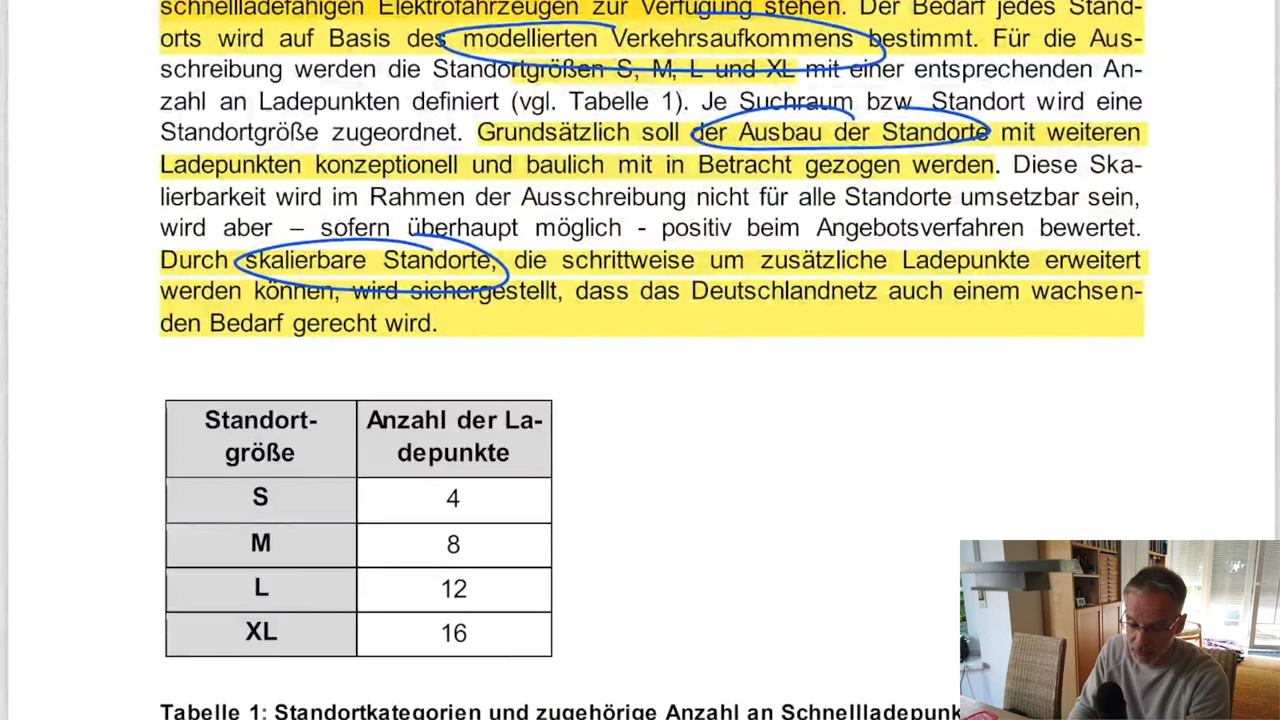 schnellladefähigen Elektrofahrzeugen zur Verfügung stehen. Der Bedarf jedes Stand-
orts wird auf Basis des modellierten Verkehrsaufkommens bestimmt. Für die Aus-
schreibung werden die Standortgrößen S, M, L und XL mit einer entsprechenden An-
zahl an Ladepunkten definiert (vgl. Tabelle 1). Je Suchraum bzw. Standort wird eine
Standortgröße zugeordnet. Grundsätzlich soll der Ausbau der Standorte mit weiteren
Ladepunkten konzeptionell und baulich mit in Betracht gezogen werden. Diese Ska-
lierbarkeit wird im Rahmen der Ausschreibung nicht für alle Standorte umsetzbar sein,
wird aber – sofern überhaupt möglich - positiv beim Angebotsverfahren bewertet.
Durch skalierbare Standorte, die schrittweise um zusätzliche Ladepunkte erweitert
werden können, wird sichergestellt, dass das Deutschlandnetz auch einem wachsen-
den Bedarf gerecht wird.
Standort-
größe
Anzahl der La-
depunkte
S 4
M 8
L 12
XL 16
Tabelle 1: Standortkategorien und zugehörige Anzahl an Schnellladepunk